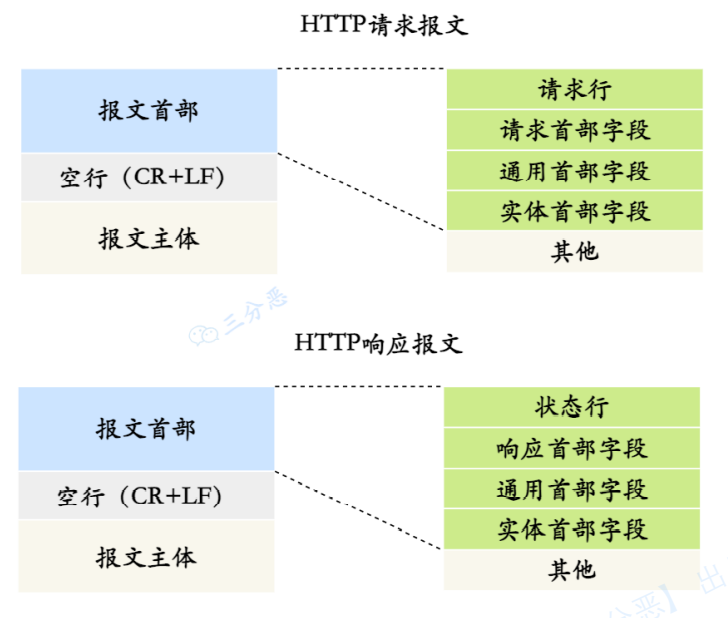 HTTP请求报文
报文首部
空行（CR+LF）
报文主体
请求行
请求首部字段
通用首部字段
实体首部字段
其他
三分恶
HTTP响应报文
报文首部
空行（CR+LF）
报文主体
状态行
响应首部字段
通用首部字段
实体首部字段
其他
分恶】出